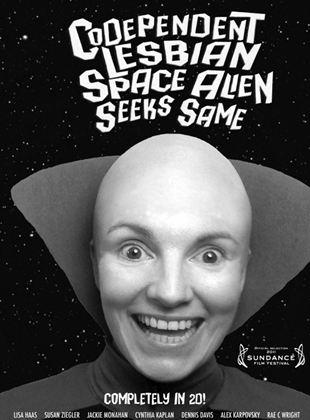 CODEPENDENT
LESBIAN
SPACE ALIEN
SEEKS SAME
OFFICIAL SELECTION
2011
SUNDANCE
FILM FESTIVAL
COMPLETELY IN 2D!
LISA HAAS SUSAN ZIEGLER JACKIE MONAHAN CYNTHIA KAPLAN DENNIS DAVIS ALEX KARPOVSKY RAE C WRIGHT